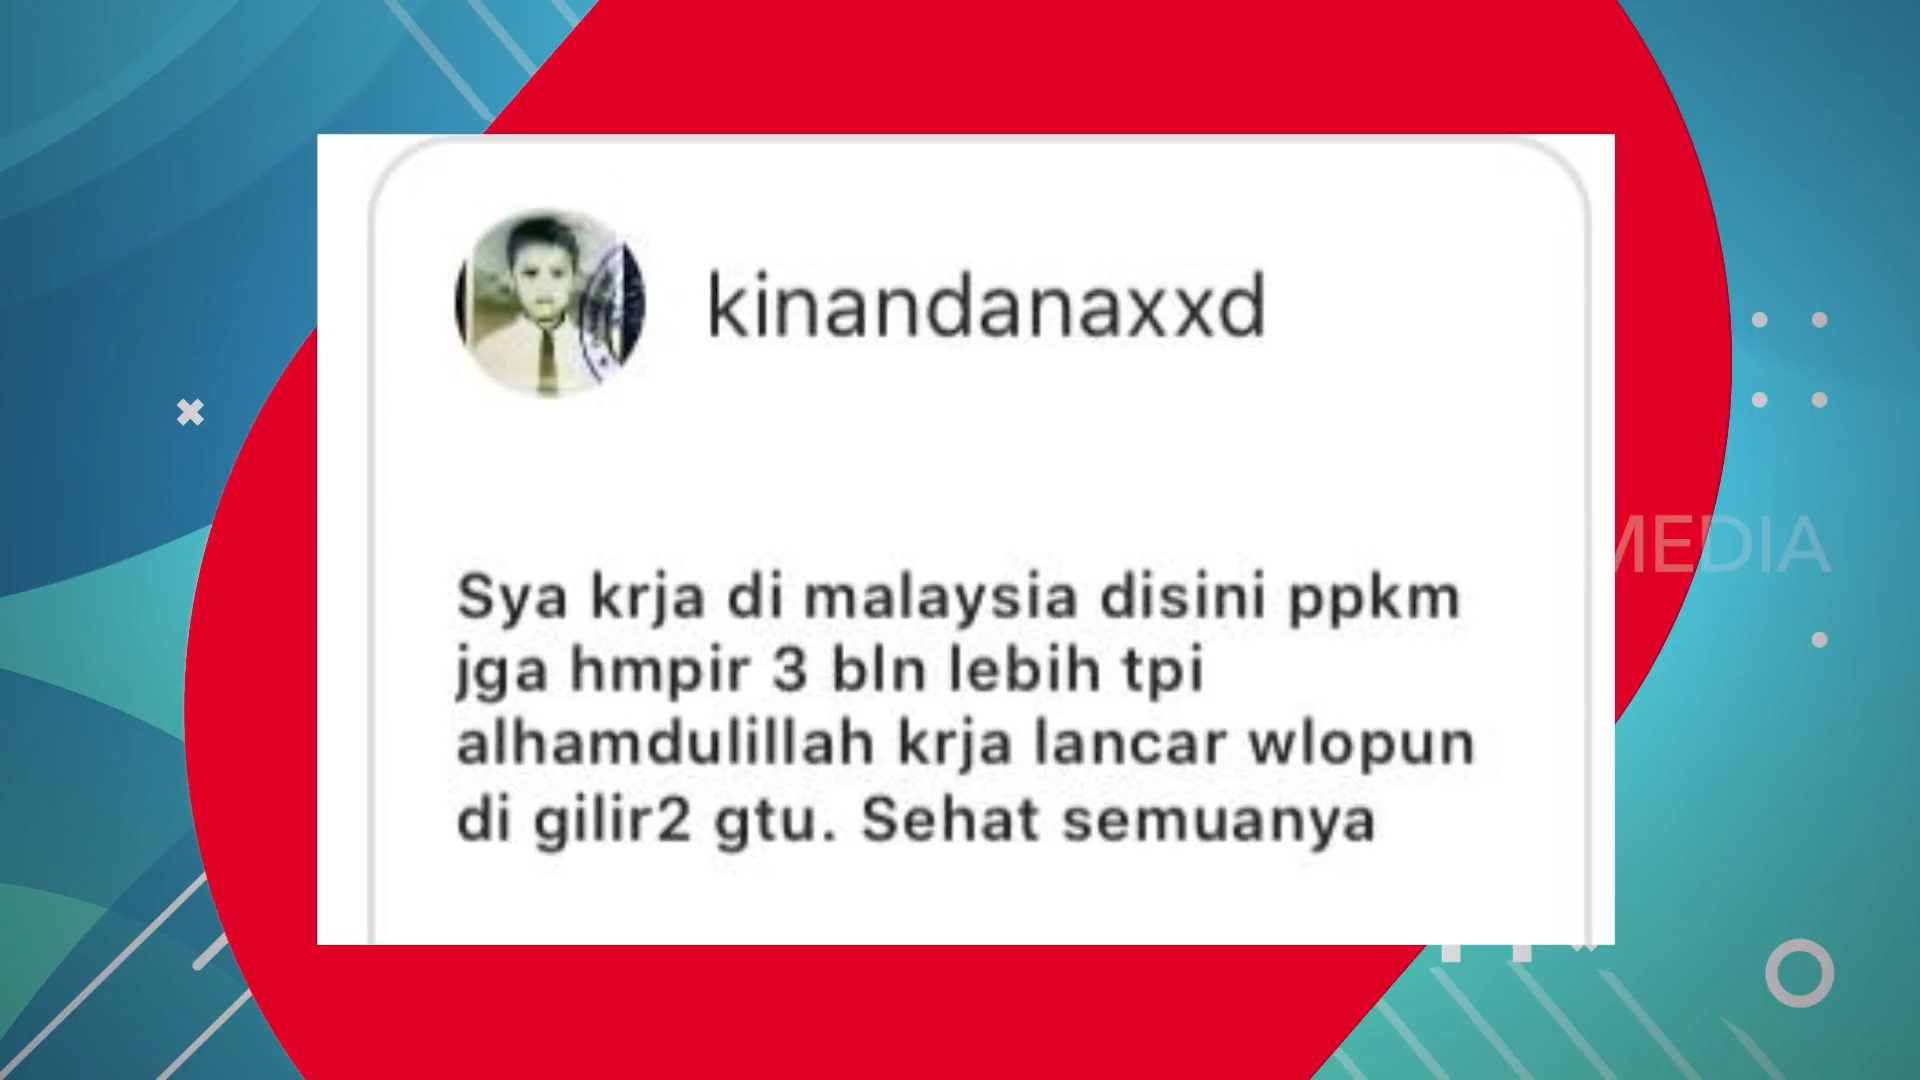 kinandanaxxd
MEDIA
Sya krja di malaysia disini ppkm
jga hmpir 3 bln lebih tpi
alhamdulillah krja lancar wlopun
di gilir2 gtu. Sehat semuanya